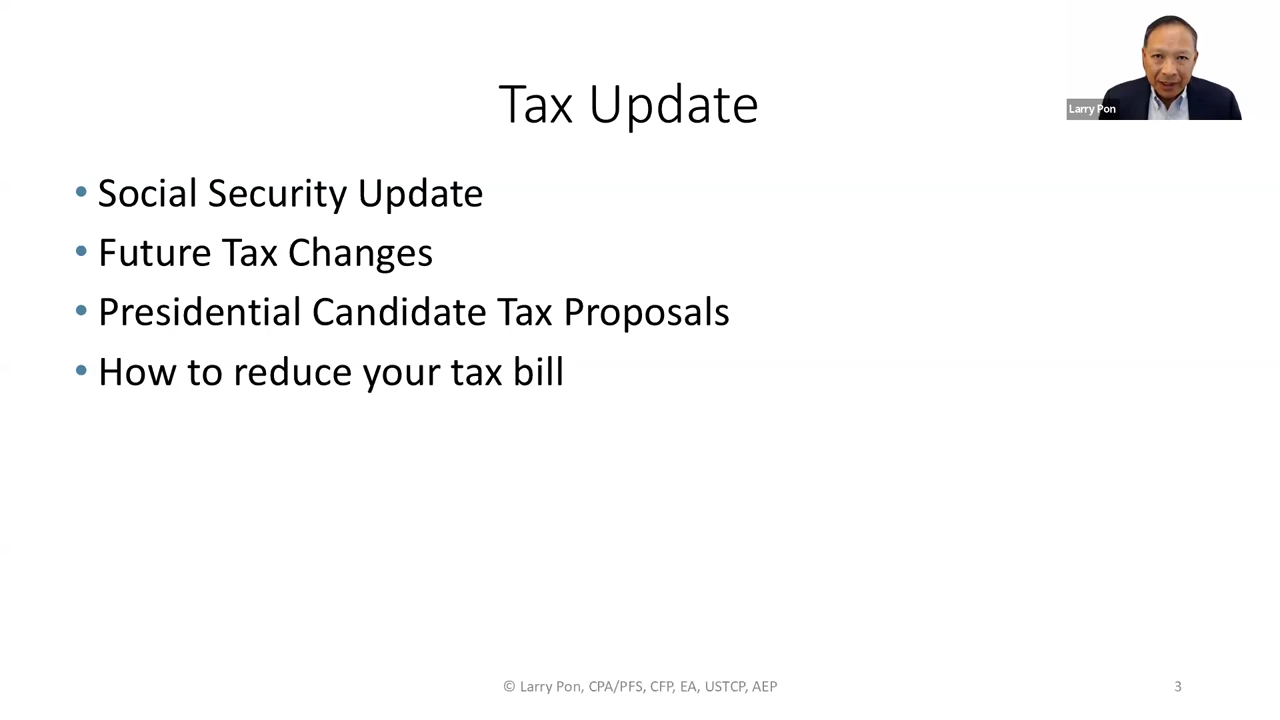 Tax Update
Larry Pon
• Social Security Update
• Future Tax Changes
• Presidential Candidate Tax Proposals
• How to reduce your tax bill
© Larry Pon, CPA/PFS, CFP, EA, USTCP, AEP
3